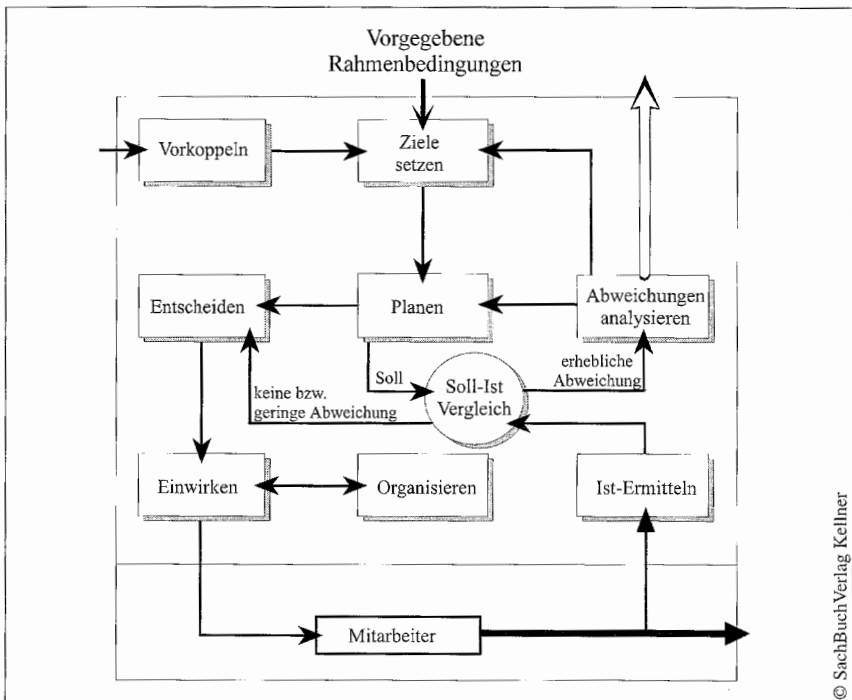 Vorgegebene
Rahmenbedingungen
Vorkoppeln
Ziele
setzen
Entscheiden
Planen
Abweichungen
analysieren
Soll
Soll-Ist
Vergleich
erhebliche
Abweichung
keine bzw.
geringe Abweichung
Einwirken
Organisieren
Ist-Ermitteln
Mitarbeiter
© SachBuchVerlag Kellner